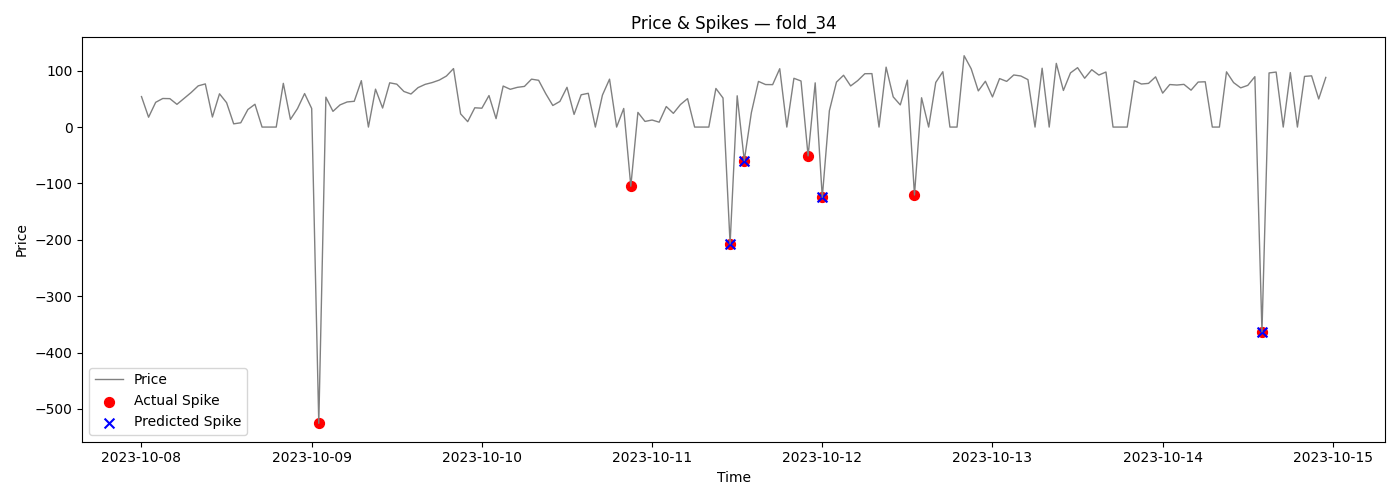 Price & Spikes — fold_34
Price
100
0
−100
−200
−300
−400
−500
Price
Actual Spike
Predicted Spike
2023-10-08
2023-10-09
2023-10-10
2023-10-11
2023-10-12
2023-10-13
2023-10-14
2023-10-15
Time